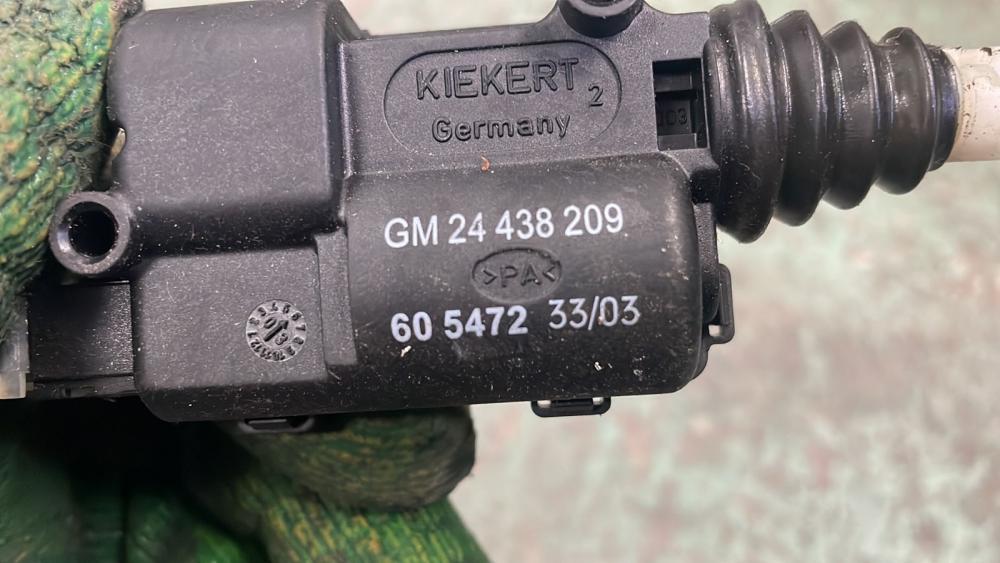 KIEKERT
2
Germany
GM 24 438 209
>PA<
60 5472 33/03